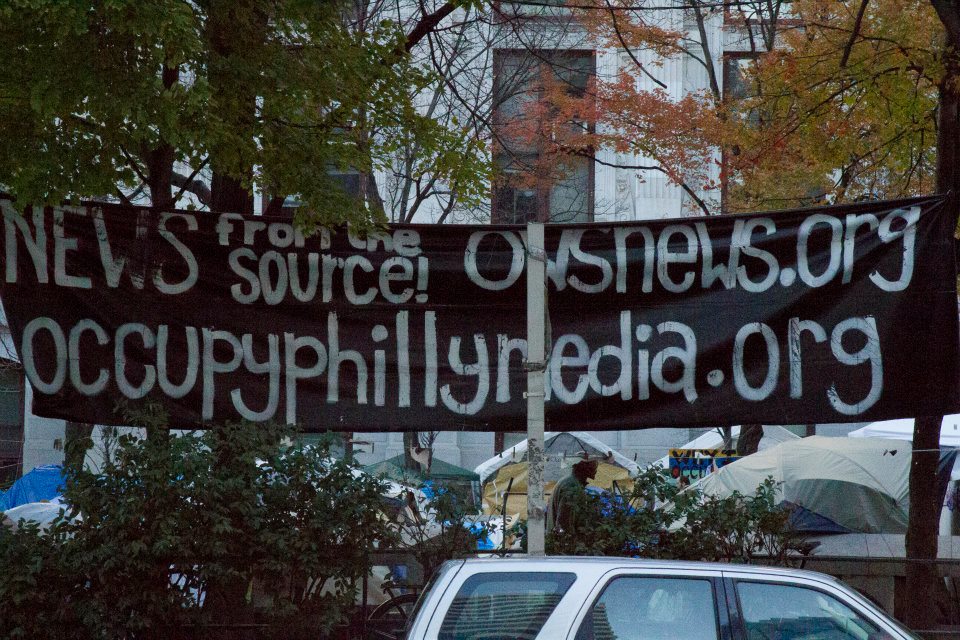 NEWS from the source! owsnews.org
occupyphillymedia.org